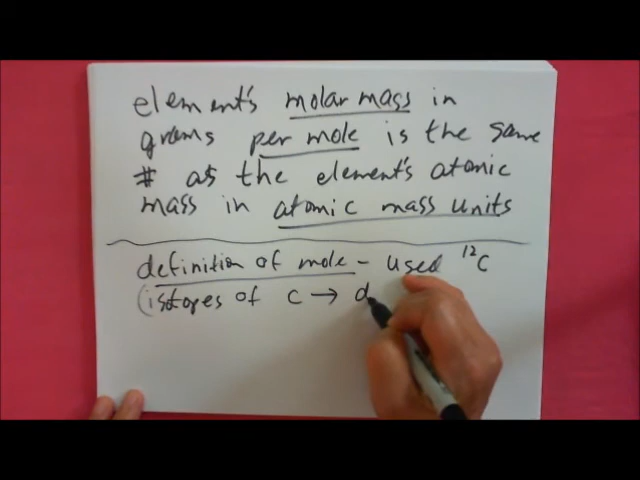 element's molar mass in
grams per mole is the same
# as the element's atomic
mass in atomic mass units
definition of mole - used ¹²C
(isotopes of C → d